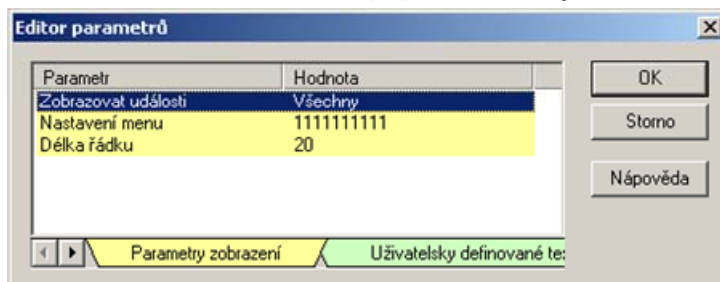 Editor parametrů
Parametr Hodnota
Zobrazovat události Všechny
Nastavení menu 1111111111
Délka řádku 20
OK
Storno
Nápověda
Parametry zobrazení Uživatelsky definované